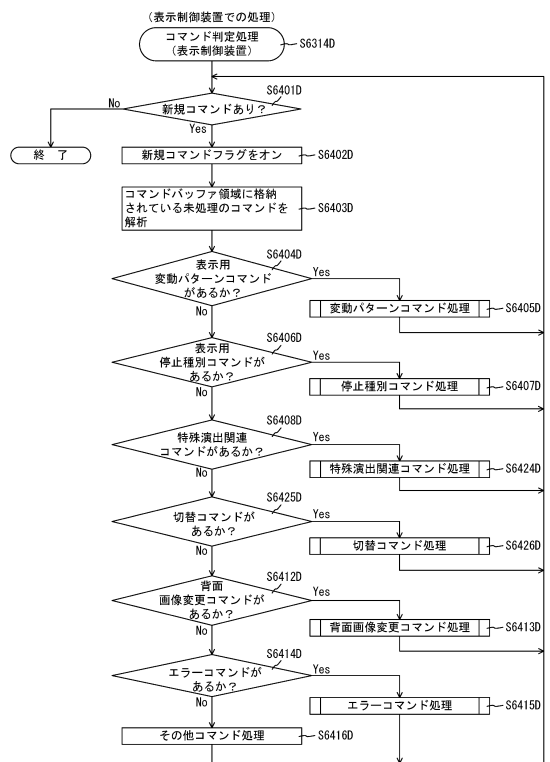 (表示制御装置での処理)
コマンド判定処理
(表示制御装置)
S6314D
S6401D
新規コマンドあり?
No
Yes
終 了
新規コマンドフラグをオン
S6402D
コマンドバッファ領域に格納
されている未処理のコマンドを
解析
S6403D
S6404D
表示用
変動パターンコマンド
があるか?
Yes
No
変動パターンコマンド処理
S6405D
S6406D
表示用
停止種別コマンドが
あるか?
Yes
No
停止種別コマンド処理
S6407D
S6408D
特殊演出関連
コマンドがあるか?
Yes
No
特殊演出関連コマンド処理
S6424D
S6425D
切替コマンドが
あるか?
Yes
No
切替コマンド処理
S6426D
S6412D
背面
画像変更コマンドが
あるか?
Yes
No
背面画像変更コマンド処理
S6413D
S6414D
エラーコマンドが
あるか?
Yes
No
エラーコマンド処理
S6415D
その他コマンド処理
S6416D